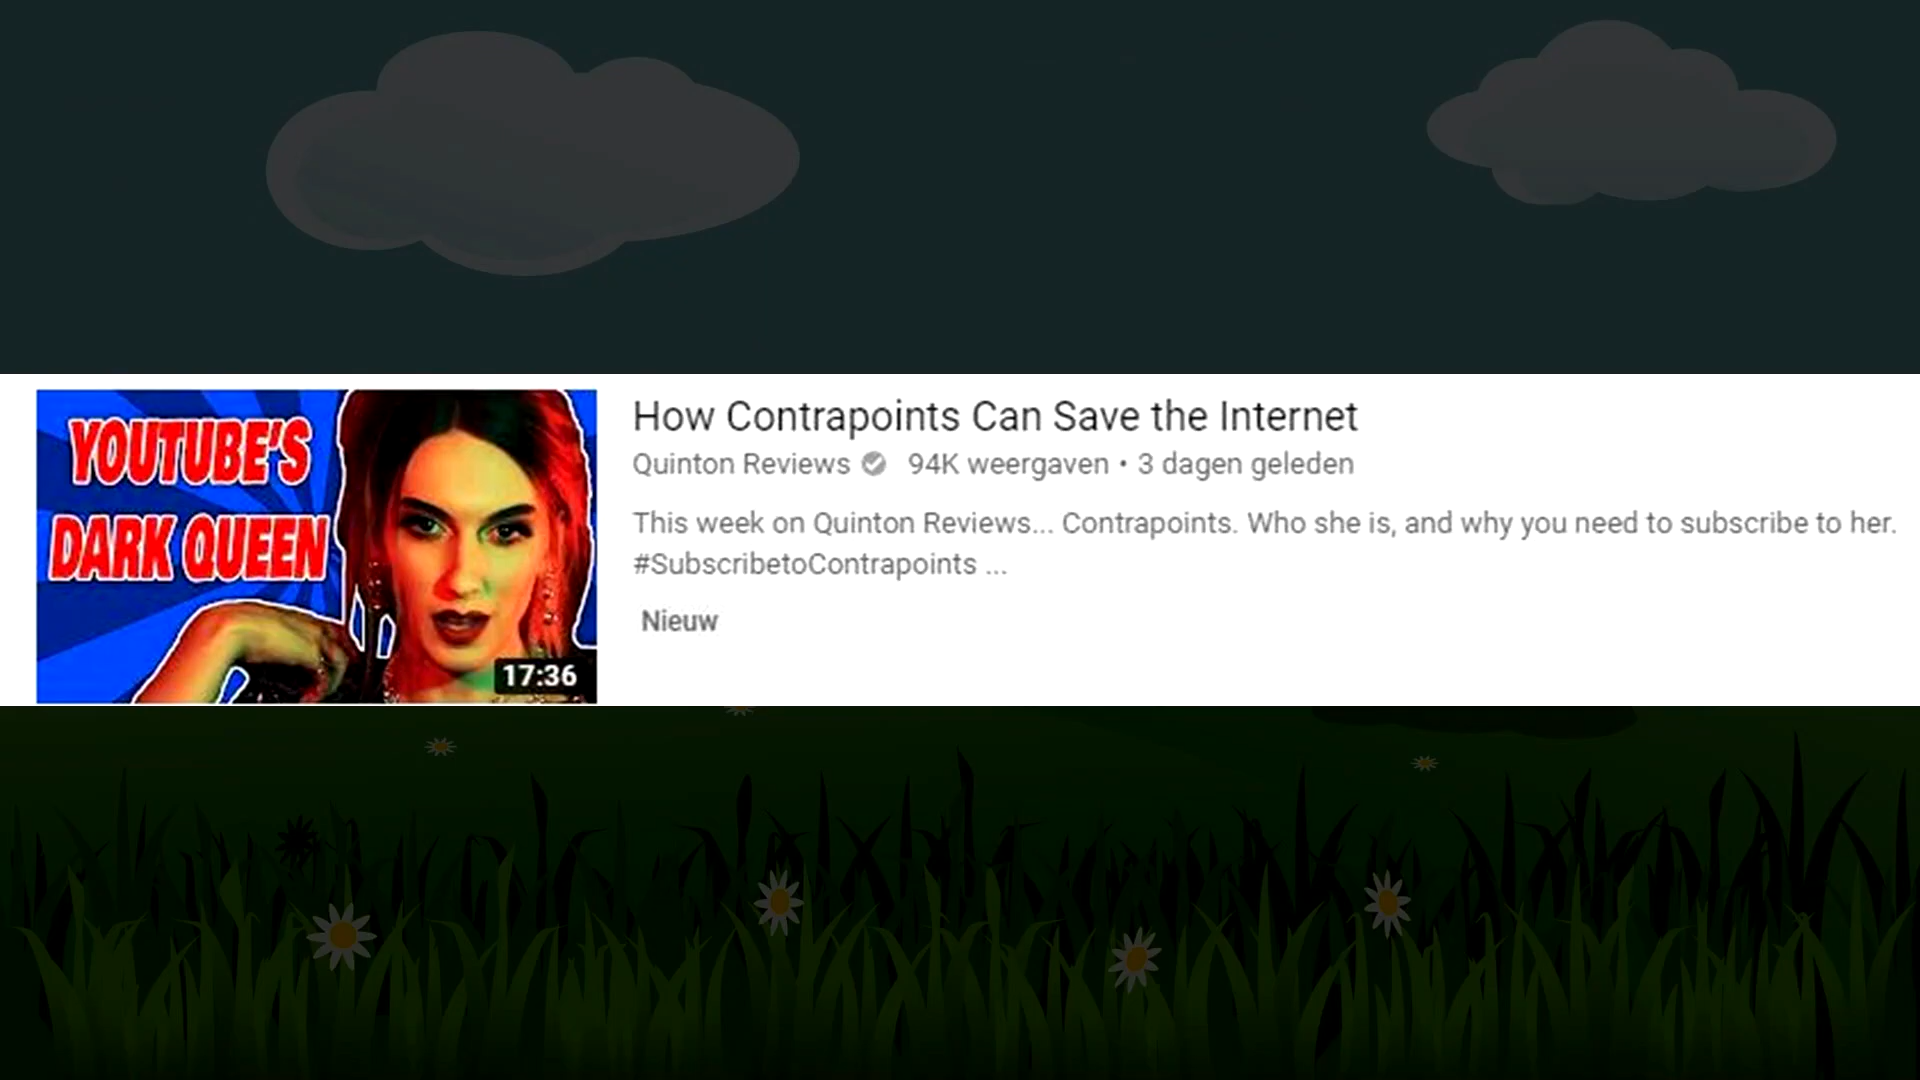 YOUTUBE'S
DARK QUEEN
17:36
How Contrapoints Can Save the Internet
Quinton Reviews 94K weergaven • 3 dagen geleden
This week on Quinton Reviews... Contrapoints. Who she is, and why you need to subscribe to her.
#SubscribetoContrapoints ...
Nieuw